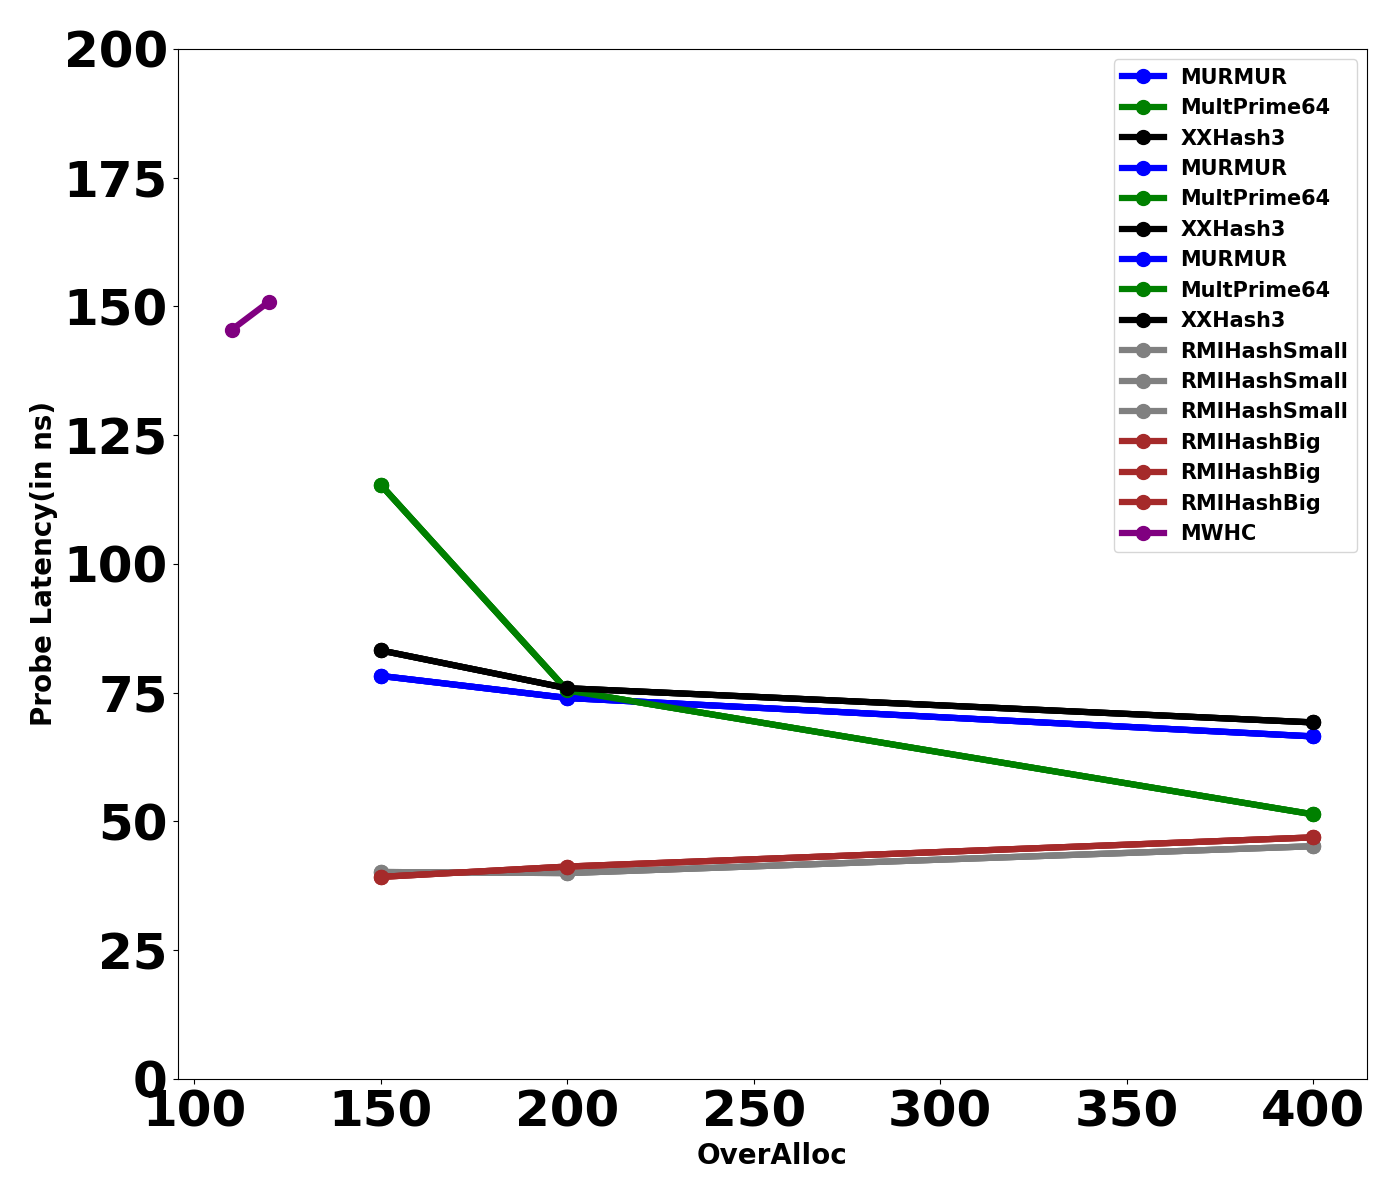 200
175
150
125
100
75
50
25
0
Probe Latency(in ns)
100 150 200 250 300 350 400
OverAlloc
MURMUR
MultPrime64
XXHash3
MURMUR
MultPrime64
XXHash3
MURMUR
MultPrime64
XXHash3
RMIHashSmall
RMIHashSmall
RMIHashSmall
RMIHashBig
RMIHashBig
RMIHashBig
MWHC